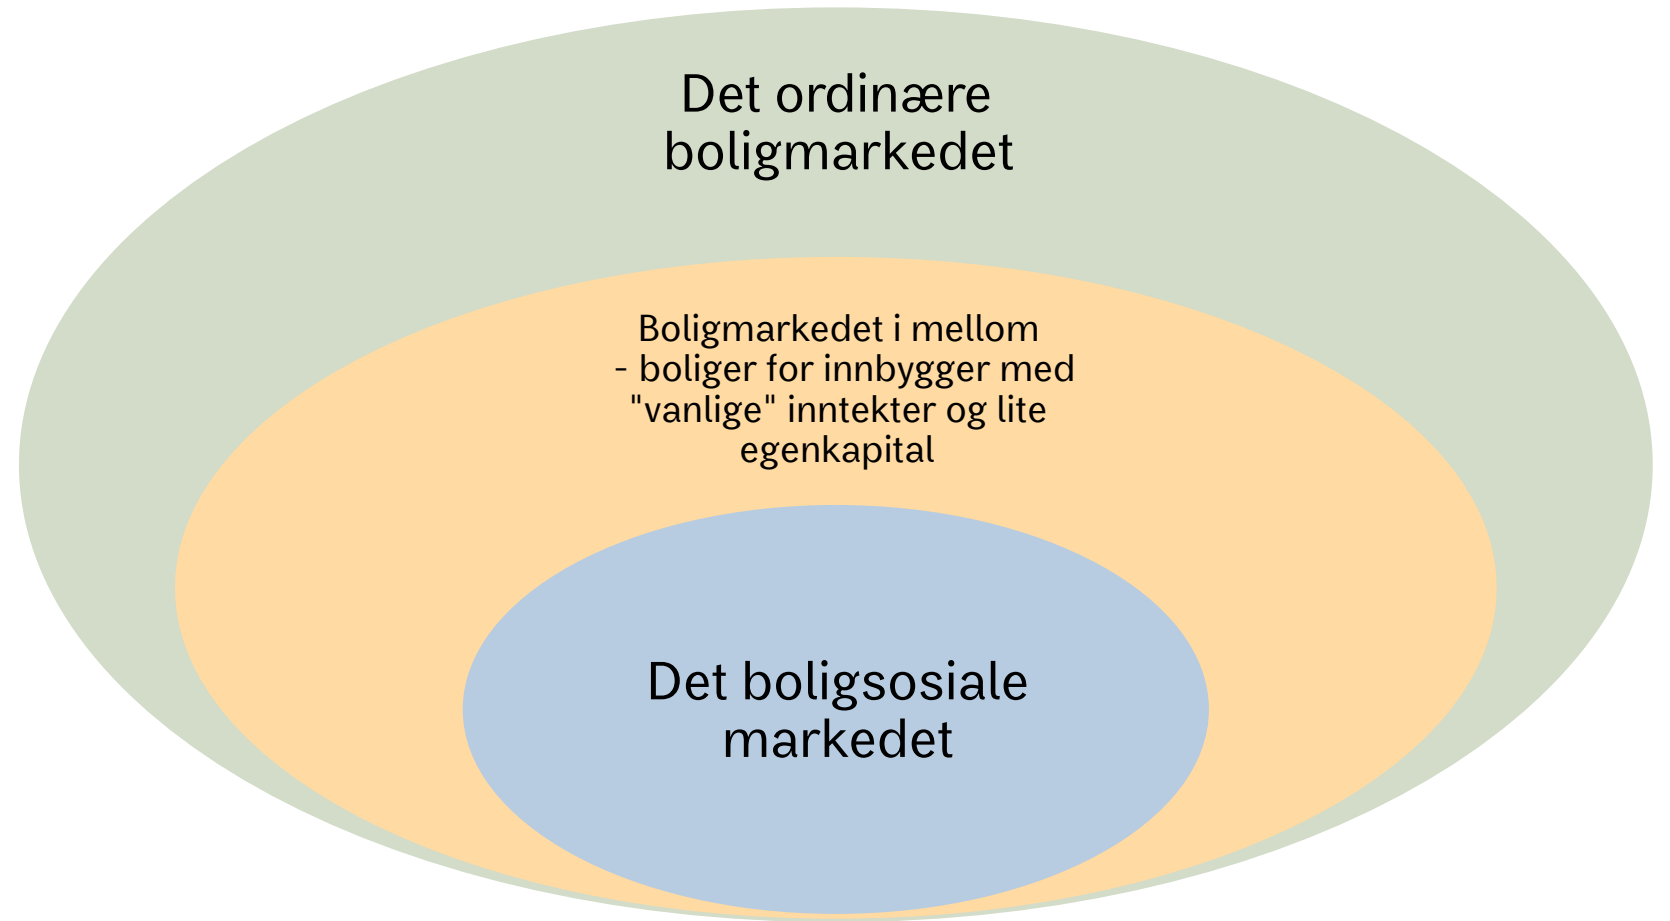 Det ordinære
boligmarkedet
Boligmarkedet i mellom
- boliger for innbygger med
"vanlige" inntekter og lite
egenkapital
Det boligsosiale
markedet